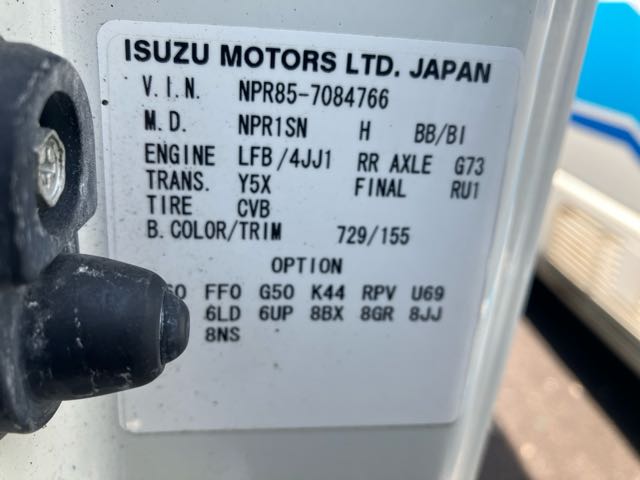 ISUZU MOTORS LTD. JAPAN
V.I.N. NPR85-7084766
M.D. NPR1SN H BB/BI
ENGINE LFB/4JJ1 RR AXLE G73
TRANS. Y5X FINAL RU1
TIRE CVB
B.COLOR/TRIM 729/155
OPTION
FF0 G50 K44 RPV U69
6LD 6UP 8BX 8GR 8JJ
8NS